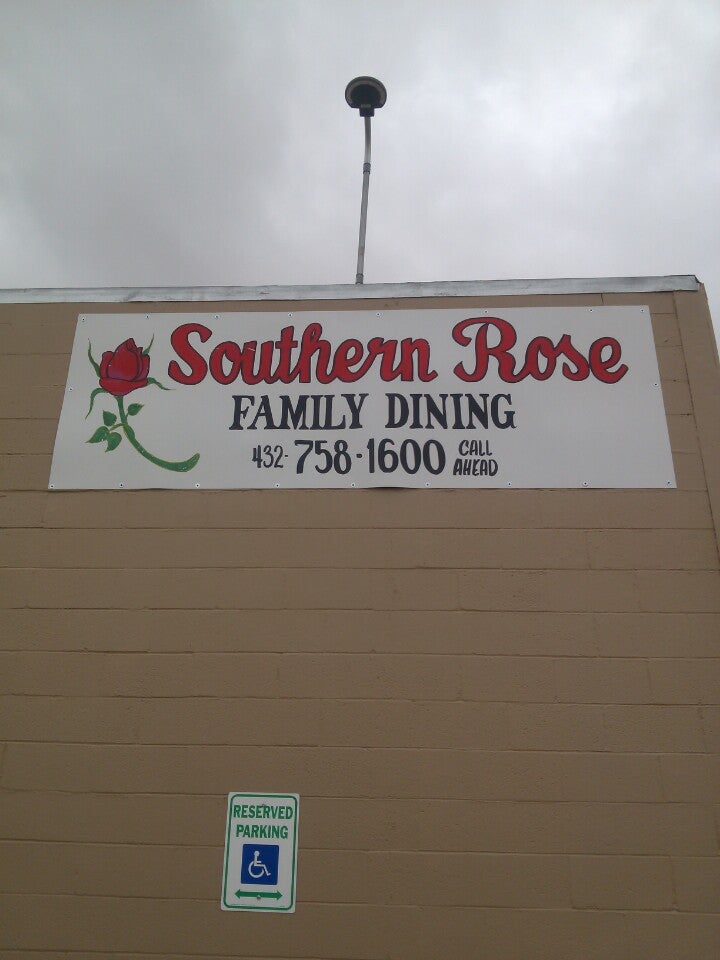 Southern Rose
FAMILY DINING
432-758-1600 CALL AHEAD
RESERVED
PARKING